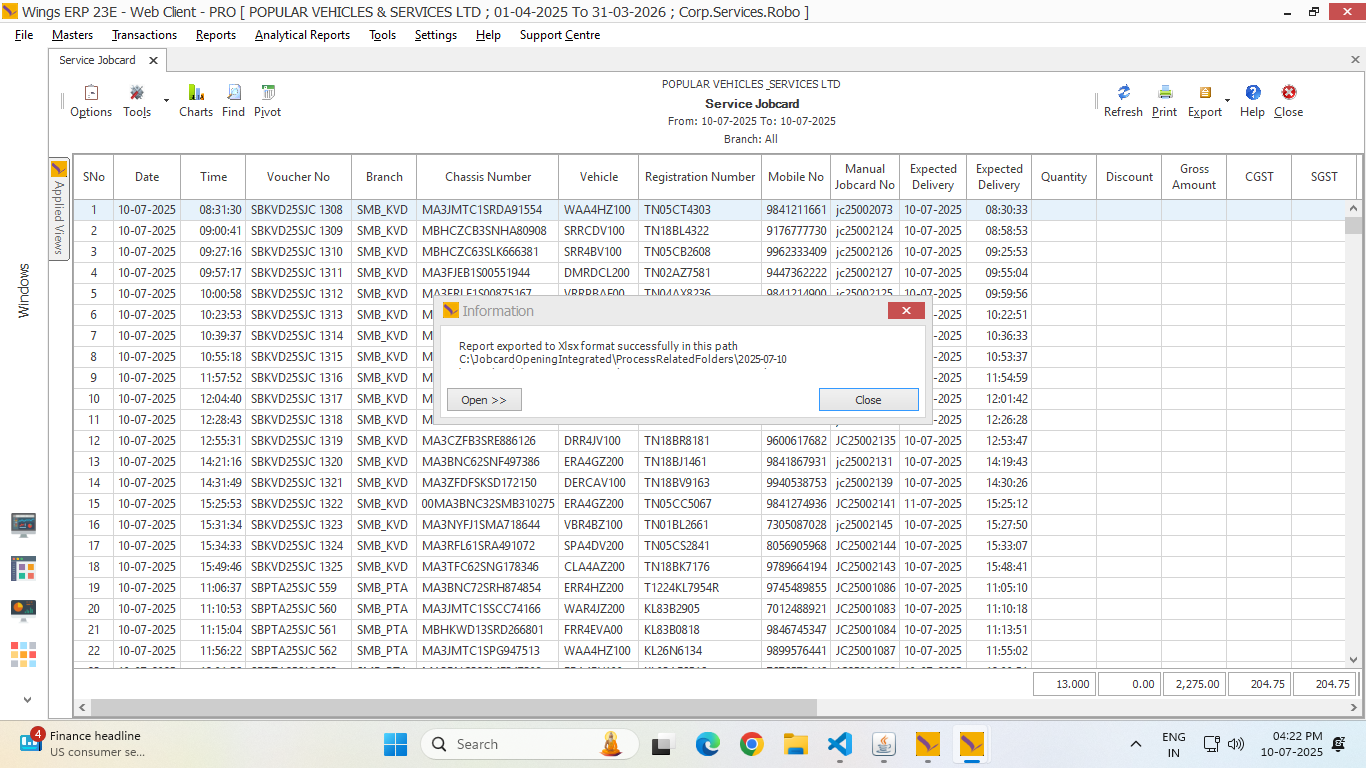 Wings ERP 23E - Web Client - PRO [ POPULAR VEHICLES & SERVICES LTD ; 01-04-2025 To 31-03-2026 ; Corp.Services.Robo ]
File Masters Transactions Reports Analytical Reports Tools Settings Help Support Centre
Service Jobcard
Options Tools Charts Find Pivot
POPULAR VEHICLES_SERVICES LTD
Service Jobcard
From: 10-07-2025 To: 10-07-2025
Branch: All
Refresh Print Export Help Close
Applied Views
Windows
SNo Date Time Voucher No Branch Chassis Number Vehicle Registration Number Mobile No Manual Jobcard No Expected Delivery Expected Delivery Quantity Discount Gross Amount CGST SGST
1 10-07-2025 08:31:30 SBKVD25SJC 1308 SMB_KVD MA3JMTC1SRDA91554 WAA4HZ100 TN05CT4303 9841211661 jc25002073 10-07-2025 08:30:33
2 10-07-2025 09:00:41 SBKVD25SJC 1309 SMB_KVD MBHCZCB3SNHA80908 SRRCDV100 TN18BL4322 9176777730 jc25002124 10-07-2025 08:58:53
3 10-07-2025 09:27:16 SBKVD25SJC 1310 SMB_KVD MBHCZC63SLK666381 SRR4BV100 TN05CB2608 9962333409 jc25002126 10-07-2025 09:25:53
4 10-07-2025 09:57:17 SBKVD25SJC 1311 SMB_KVD MA3FJEB1S00551944 DMRDCL200 TN02AZ7581 9447362222 jc25002127 10-07-2025 09:55:04
5 10-07-2025 10:00:58 SBKVD25SJC 1312 SMB_KVD 9841214900 jc25002125 10-07-2025 09:59:56
6 10-07-2025 10:23:53 SBKVD25SJC 1313 SMB_KVD 10:22:51
7 10-07-2025 10:39:37 SBKVD25SJC 1314 SMB_KVD 10:36:33
8 10-07-2025 10:55:18 SBKVD25SJC 1315 SMB_KVD 10:53:37
9 10-07-2025 11:57:52 SBKVD25SJC 1316 SMB_KVD 11:54:59
10 10-07-2025 12:04:40 SBKVD25SJC 1317 SMB_KVD 12:01:42
11 10-07-2025 12:28:43 SBKVD25SJC 1318 SMB_KVD 12:26:28
Information
Report exported to Xlsx format successfully in this path
C:\JobcardOpeningIntegrated\ProcessRelatedFolders\2025-07-10
Open >> Close
12 10-07-2025 12:55:31 SBKVD25SJC 1319 SMB_KVD MA3CZFB3SRE886126 DRR4JV100 TN18BR8181 9600617682 JC25002135 10-07-2025 12:53:47
13 10-07-2025 14:21:16 SBKVD25SJC 1320 SMB_KVD MA3BNC62SNF497386 ERA4GZ200 TN18BJ1461 9841867931 jc25002131 10-07-2025 14:19:43
14 10-07-2025 14:31:49 SBKVD25SJC 1321 SMB_KVD MA3ZFDFSKSD172150 DERCAV100 TN18BV9163 9940538753 jc25002139 10-07-2025 14:30:26
15 10-07-2025 15:25:53 SBKVD25SJC 1322 SMB_KVD 00MA3BNC32SMB310275 ERA4GZ200 TN05CC5067 9841274936 JC25002141 11-07-2025 15:25:12
16 10-07-2025 15:31:34 SBKVD25SJC 1323 SMB_KVD MA3NYFJ1SMA718644 VBR4BZ100 TN01BL2661 7305087028 jc25002145 10-07-2025 15:27:50
17 10-07-2025 15:34:33 SBKVD25SJC 1324 SMB_KVD MA3RFL61SRA491072 SPA4DV200 TN05CS2841 8056905968 JC25002144 10-07-2025 15:33:07
18 10-07-2025 15:49:46 SBKVD25SJC 1325 SMB_KVD MA3TFC62SNG178346 CLA4AZ200 TN18BK7176 9789664194 JC25002143 10-07-2025 15:48:41
19 10-07-2025 11:06:37 SBPTA25SJC 559 SMB_PTA MA3BNC72SRH874854 ERR4HZ200 T1224KL7954R 9745489855 JC25001086 10-07-2025 11:05:10
20 10-07-2025 11:10:53 SBPTA25SJC 560 SMB_PTA MA3JMTC1SSCC74166 WAR4JZ200 KL83B2905 7012488921 JC25001083 10-07-2025 11:10:18
21 10-07-2025 11:15:04 SBPTA25SJC 561 SMB_PTA MBHKWD13SRD266801 FRR4EVA00 KL83B0818 9846745347 JC25001084 10-07-2025 11:13:51
22 10-07-2025 11:56:22 SBPTA25SJC 562 SMB_PTA MA3JMTC1SPG947513 WAA4HZ100 KL26N6134 9899576441 JC25001087 10-07-2025 11:55:02
13.000 0.00 2,275.00 204.75 204.75
4 Finance headline
US consumer se...
Search
ENG
IN
04:22 PM
10-07-2025